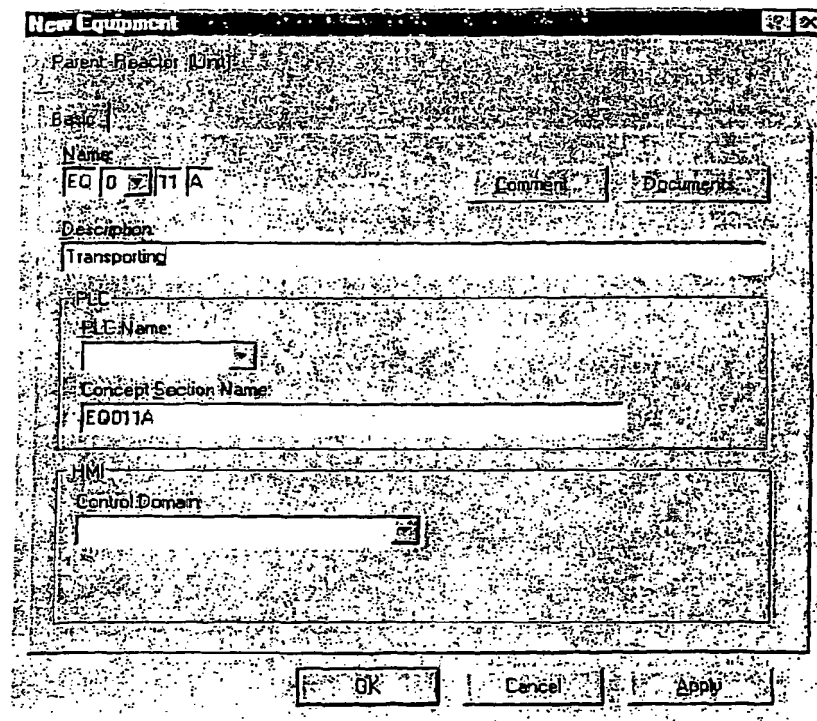 New Equipment
Parent: Reactor (Unit)
Basic
Name:
EQ 0 11 A
Comment... Documents...
Description:
Transporting
PLC
PLC Name:
Concept Section Name:
EQ011A
HMI
Control Domain:
OK Cancel Apply